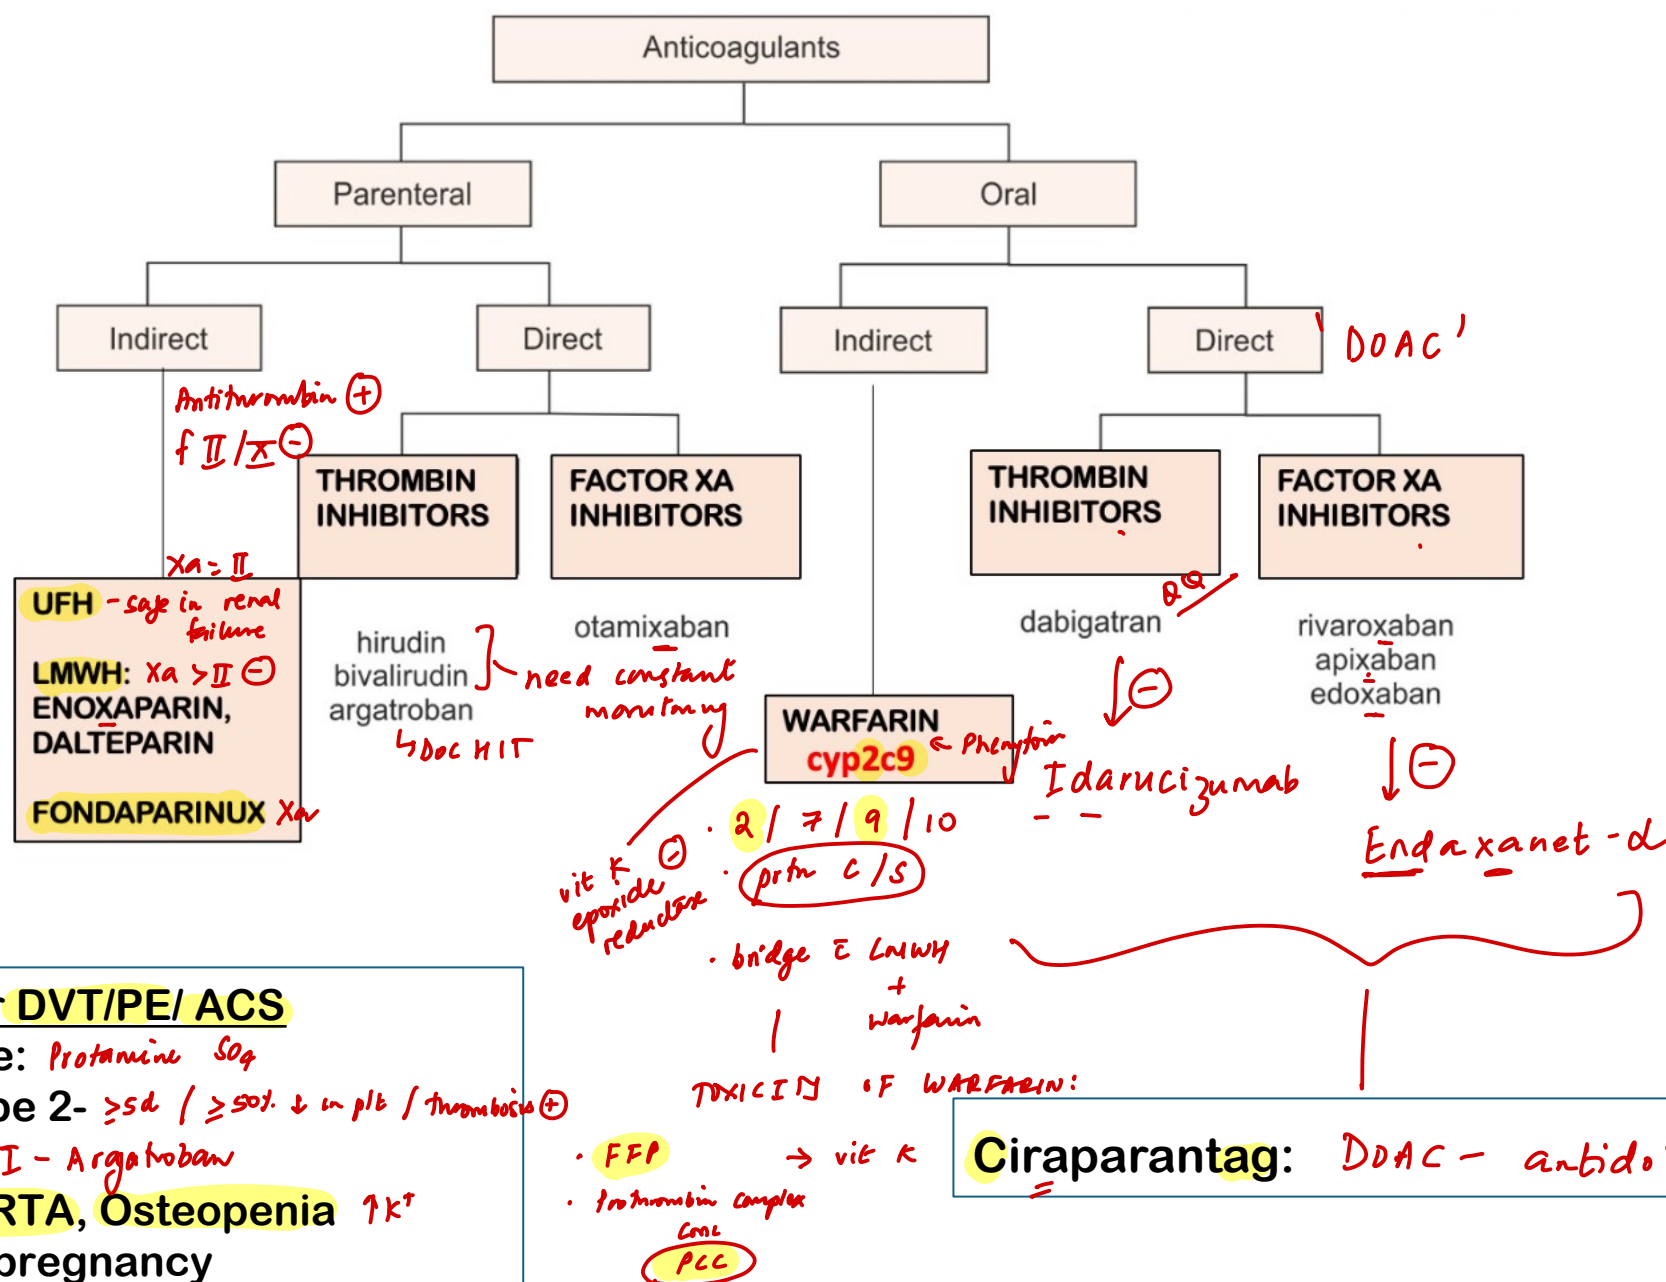 Anticoagulants
Parenteral
Oral
Indirect
Direct
Indirect
Direct
'DOAC'
Antithrombin (+)
f II/X (-)
THROMBIN
INHIBITORS
FACTOR XA
INHIBITORS
THROMBIN
INHIBITORS
FACTOR XA
INHIBITORS
Xa = II
UFH - safe in renal
failure
LMWH: Xa > II (-)
ENOXAPARIN,
DALTEPARIN
FONDAPARINUX Xa
hirudin
bivalirudin
argatroban
↳ DOC HIT
otamixaban
need constant
monitoring
WARFARIN
cyp2c9 ← Phenytoin
vit K
epoxide (-)
reductase
· 2/7/9/10
· prtn C/S
· bridge c̄ LMWH
+
Warfarin
dabigatran
(-)
Idarucizumab
rivaroxaban
apixaban
edoxaban
(-)
Endaxanet-α
TOXICITY OF WARFARIN:
· FFP → vit K
· Prothrombin complex
conc
PCC
r DVT/PE/ ACS
e: Protamine SO4
pe 2- ≥5d / ≥50% ↓ in plt / thrombosis (+)
I - Argatroban
RTA, Osteopenia ↑K+
pregnancy
Ciraparantag: DOAC - antido